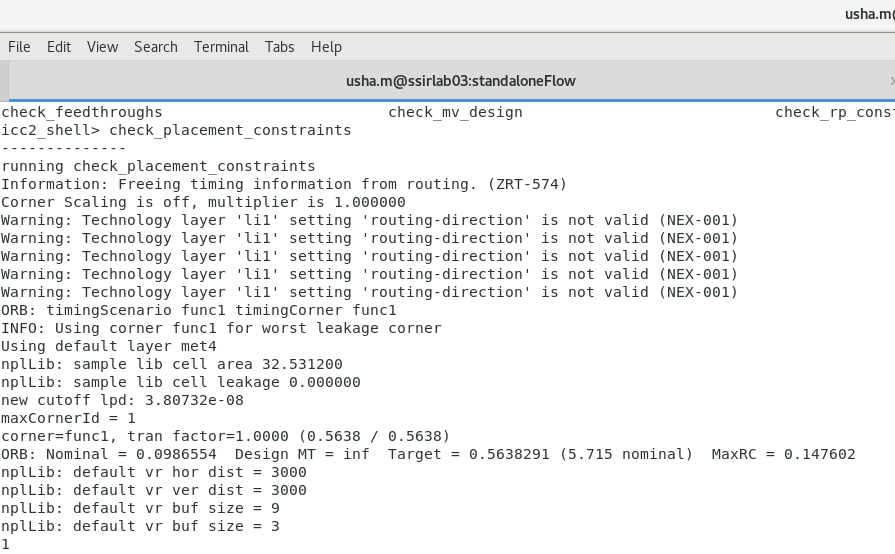 usha.m@
File Edit View Search Terminal Tabs Help
usha.m@ssirlab03:standaloneFlow
check_feedthroughs check_mv_design check_rp_const
icc2_shell> check_placement_constraints
--------------
running check_placement_constraints
Information: Freeing timing information from routing. (ZRT-574)
Corner Scaling is off, multiplier is 1.000000
Warning: Technology layer 'li1' setting 'routing-direction' is not valid (NEX-001)
Warning: Technology layer 'li1' setting 'routing-direction' is not valid (NEX-001)
Warning: Technology layer 'li1' setting 'routing-direction' is not valid (NEX-001)
Warning: Technology layer 'li1' setting 'routing-direction' is not valid (NEX-001)
Warning: Technology layer 'li1' setting 'routing-direction' is not valid (NEX-001)
ORB: timingScenario func1 timingCorner func1
INFO: Using corner func1 for worst leakage corner
Using default layer met4
nplLib: sample lib cell area 32.531200
nplLib: sample lib cell leakage 0.000000
new cutoff lpd: 3.80732e-08
maxCornerId = 1
corner=func1, tran factor=1.0000 (0.5638 / 0.5638)
ORB: Nominal = 0.0986554  Design MT = inf  Target = 0.5638291 (5.715 nominal)  MaxRC = 0.147602
nplLib: default vr hor dist = 3000
nplLib: default vr ver dist = 3000
nplLib: default vr buf size = 9
nplLib: default vr buf size = 3
1